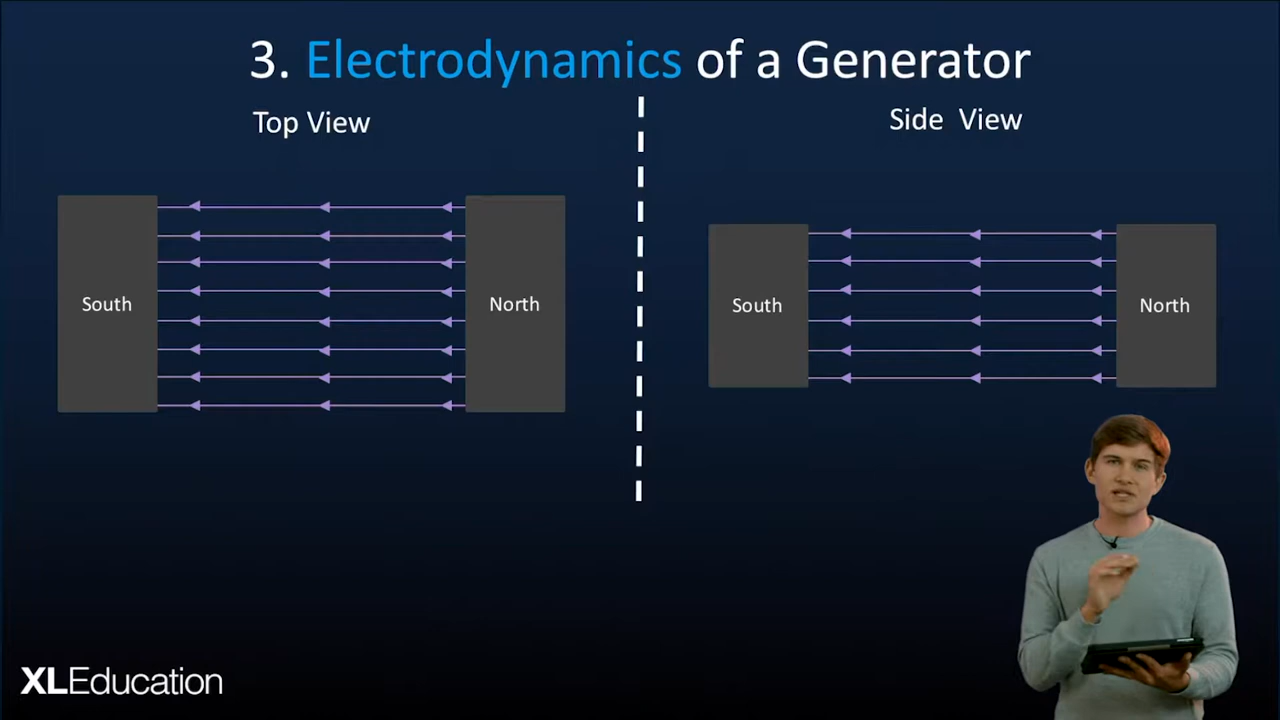 3. Electrodynamics of a Generator
Top View
Side View
South
North
South
North
XLEducation